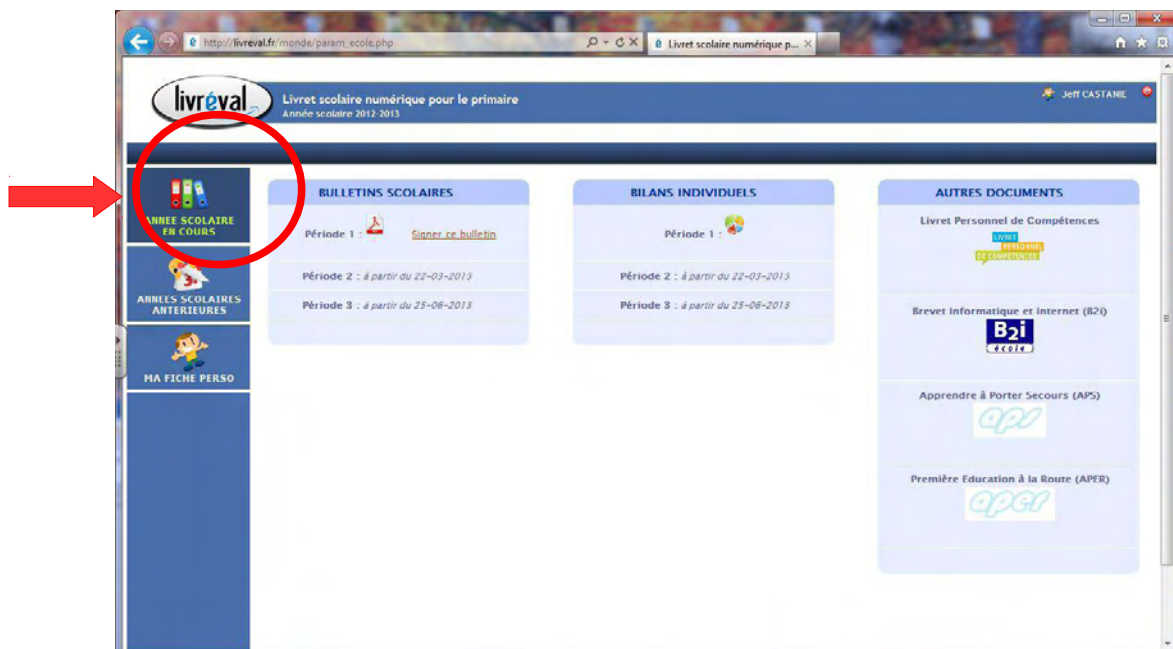 http://livreval.fr/monde/param_ecole.php
Livret scolaire numérique p...
livréval
Livret scolaire numérique pour le primaire
Année scolaire 2012-2013
Jeff CASTANIE
ANNEE SCOLAIRE
EN COURS
ANNEES SCOLAIRES
ANTERIEURES
MA FICHE PERSO
BULLETINS SCOLAIRES
Période 1 :
Signer ce bulletin
Période 2 : à partir du 22-03-2013
Période 3 : à partir du 25-06-2013
BILANS INDIVIDUELS
Période 1 :
Période 2 : à partir du 22-03-2013
Période 3 : à partir du 25-06-2013
AUTRES DOCUMENTS
Livret Personnel de Compétences
LIVRET
PERSONNEL
DE COMPÉTENCES
Brevet Informatique et Internet (B2i)
B2i
école
Apprendre à Porter Secours (APS)
aps
Première Education à la Route (APER)
aper